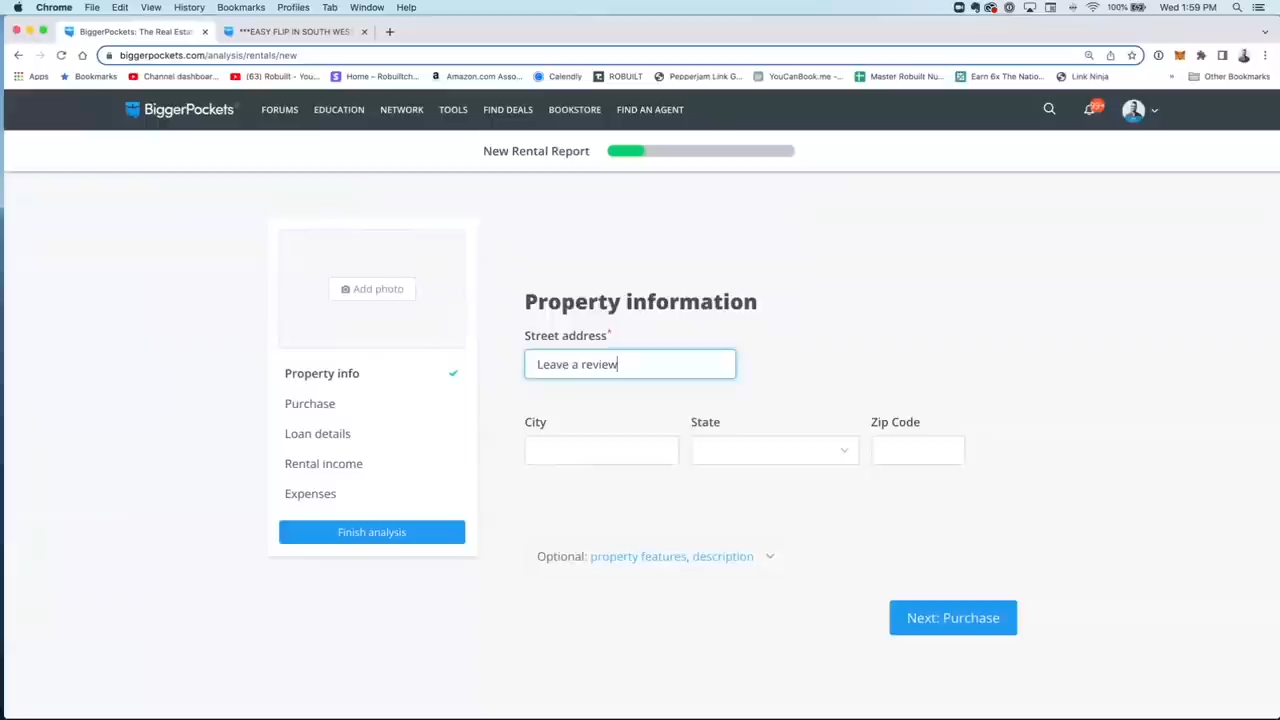 Chrome File Edit View History Bookmarks Profiles Tab Window Help 100% Wed 1:59 PM
BiggerPockets: The Real Esta ***EASY FLIP IN SOUTH WES
biggerpockets.com/analysis/rentals/new
Apps Bookmarks Channel dashboar... (63) Robuilt - You... Home – Robuiltch... Amazon.com Asso... Calendly ROBUILT Pepperjam Link G... YouCanBook.me -... Master Robuilt Nu... Earn 6x The Natio... Link Ninja » Other Bookmarks
BiggerPockets FORUMS EDUCATION NETWORK TOOLS FIND DEALS BOOKSTORE FIND AN AGENT 99+
New Rental Report
Add photo
Property information
Street address*
Leave a review
Property info
Purchase
Loan details
Rental income
Expenses
Finish analysis
City State Zip Code
Optional: property features, description
Next: Purchase